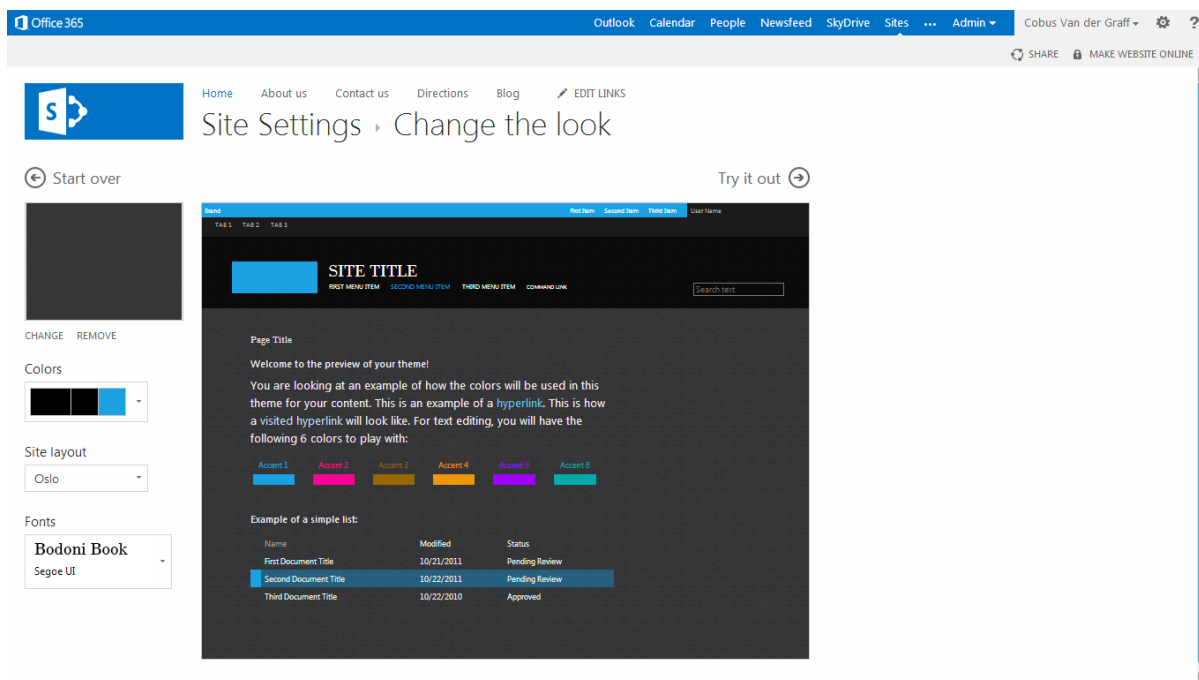 Office 365 Outlook Calendar People Newsfeed SkyDrive Sites ... Admin Cobus Van der Graff ?
SHARE MAKE WEBSITE ONLINE
S
Home About us Contact us Directions Blog EDIT LINKS
Site Settings Change the look
Start over Try it out
Brand First Item Second Item Third Item User Name
TAB 1 TAB 2 TAB 3
SITE TITLE
FIRST MENU ITEM SECOND MENU ITEM THIRD MENU ITEM COMMAND LINK Search text
CHANGE REMOVE
Colors
Site layout
Oslo
Fonts
Bodoni Book
Segoe UI
Page Title
Welcome to the preview of your theme!
You are looking at an example of how the colors will be used in this
theme for your content. This is an example of a hyperlink. This is how
a visited hyperlink will look like. For text editing, you will have the
following 6 colors to play with:
Accent 1 Accent 2 Accent 3 Accent 4 Accent 5 Accent 6
Example of a simple list:
Name Modified Status
First Document Title 10/21/2011 Pending Review
Second Document Title 10/22/2011 Pending Review
Third Document Title 10/22/2010 Approved